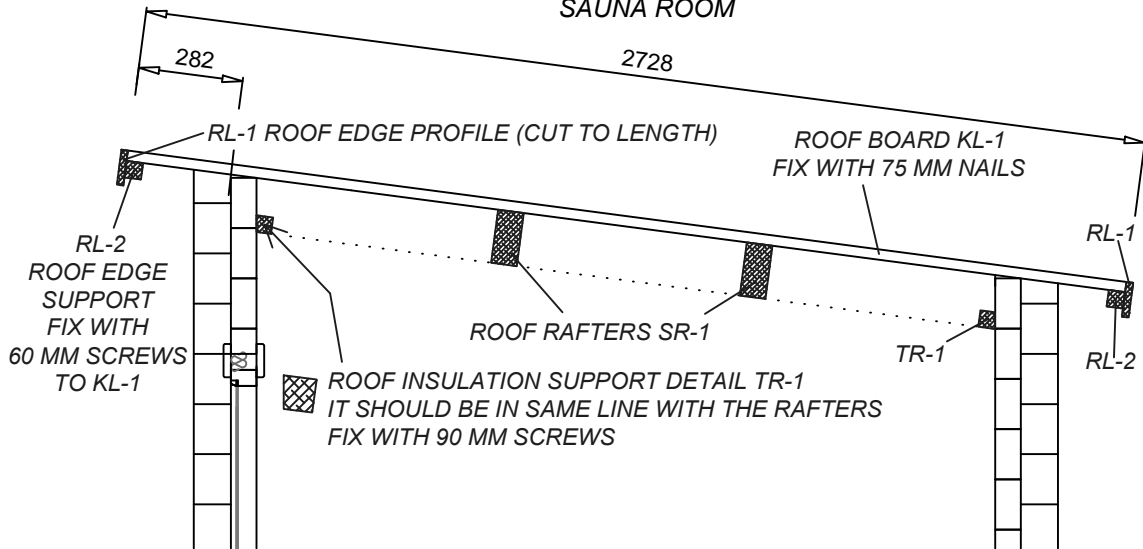 SAUNA ROOM
282
2728
RL-1 ROOF EDGE PROFILE (CUT TO LENGTH)
ROOF BOARD KL-1
FIX WITH 75 MM NAILS
RL-2
ROOF EDGE
SUPPORT
FIX WITH
60 MM SCREWS
TO KL-1
RL-1
ROOF RAFTERS SR-1
TR-1
RL-2
ROOF INSULATION SUPPORT DETAIL TR-1
IT SHOULD BE IN SAME LINE WITH THE RAFTERS
FIX WITH 90 MM SCREWS